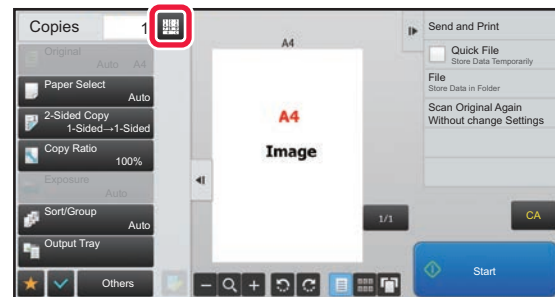 Copies
1
Original
Auto A4
Paper Select
Auto
2-Sided Copy
1-Sided→1-Sided
Copy Ratio
100%
Exposure
Auto
Sort/Group
Auto
Output Tray
Others
A4
A4
Image
1/1
Send and Print
Quick File
Store Data Temporarily
File
Store Data in Folder
Scan Original Again
Without change Settings
CA
Start